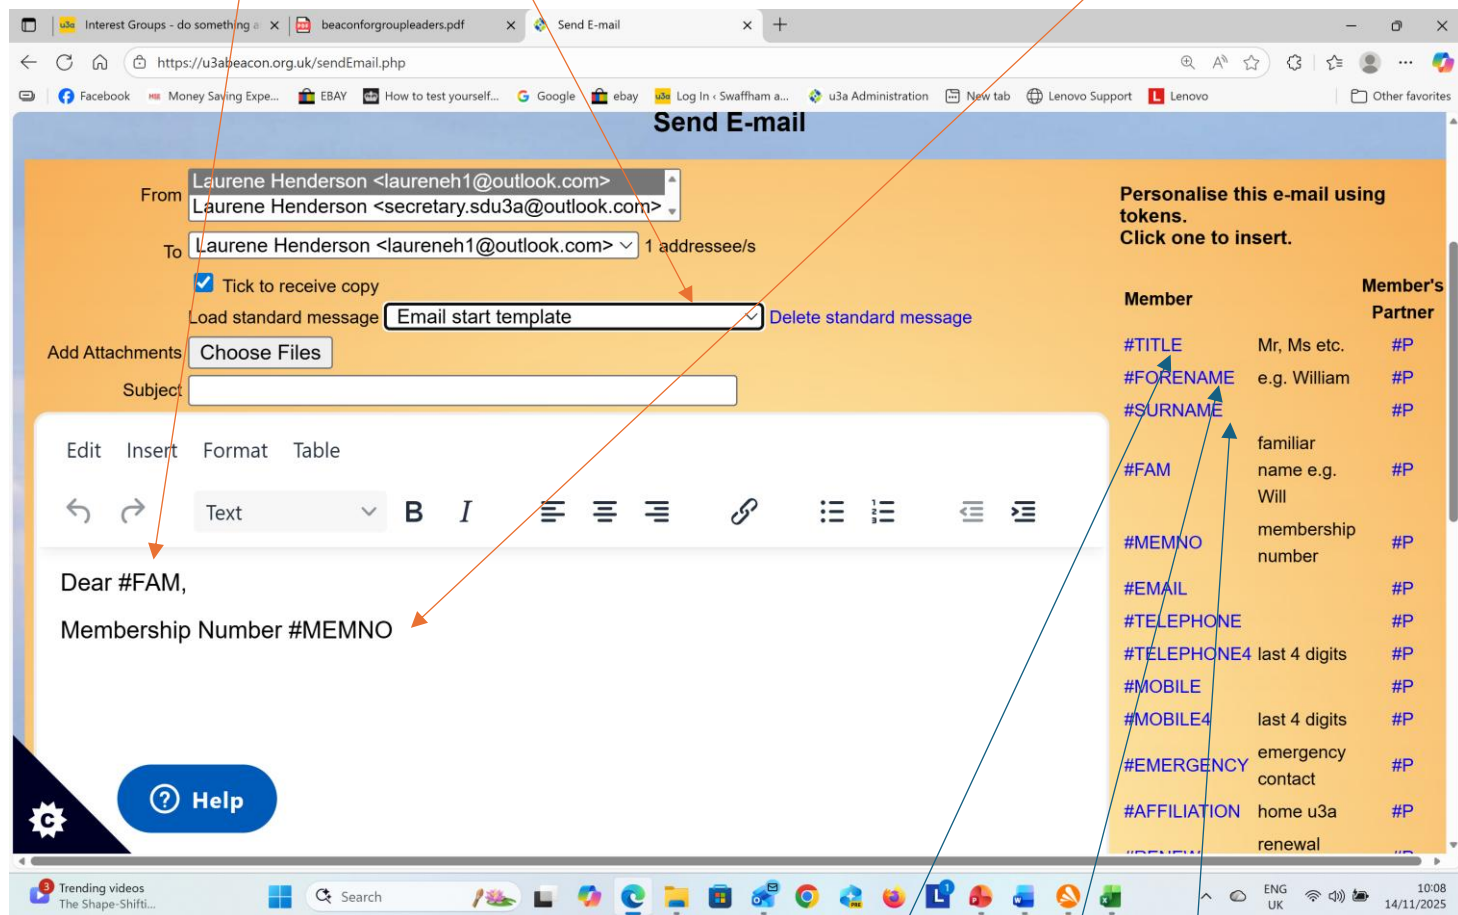 Interest Groups - do something a
beaconforgroupleaders.pdf
Send E-mail
https://u3abeacon.org.uk/sendEmail.php
Facebook
Money Saving Expe...
EBAY
How to test yourself...
Google
ebay
Log In ‹ Swaffham a...
u3a Administration
New tab
Lenovo Support
Lenovo
Other favorites
Send E-mail
From
Laurene Henderson <laureneh1@outlook.com>
Laurene Henderson <secretary.sdu3a@outlook.com>
To Laurene Henderson <laureneh1@outlook.com> 1 addressee/s
Tick to receive copy
Load standard message Email start template Delete standard message
Add Attachments Choose Files
Subject
Edit Insert Format Table
Text B I
Dear #FAM,
Membership Number #MEMNO
Help
Personalise this e-mail using
tokens.
Click one to insert.
Member Member's
Partner
#TITLE Mr, Ms etc. #P
#FORENAME e.g. William #P
#SURNAME #P
familiar
#FAM name e.g. #P
Will
membership
#MEMNO #P
number
#EMAIL #P
#TELEPHONE #P
#TELEPHONE4 last 4 digits #P
#MOBILE #P
#MOBILE4 last 4 digits #P
emergency
#EMERGENCY #P
contact
#AFFILIATION home u3a #P
renewal
3
Trending videos
The Shape-Shifti...
Search
ENG
UK
10:08
14/11/2025